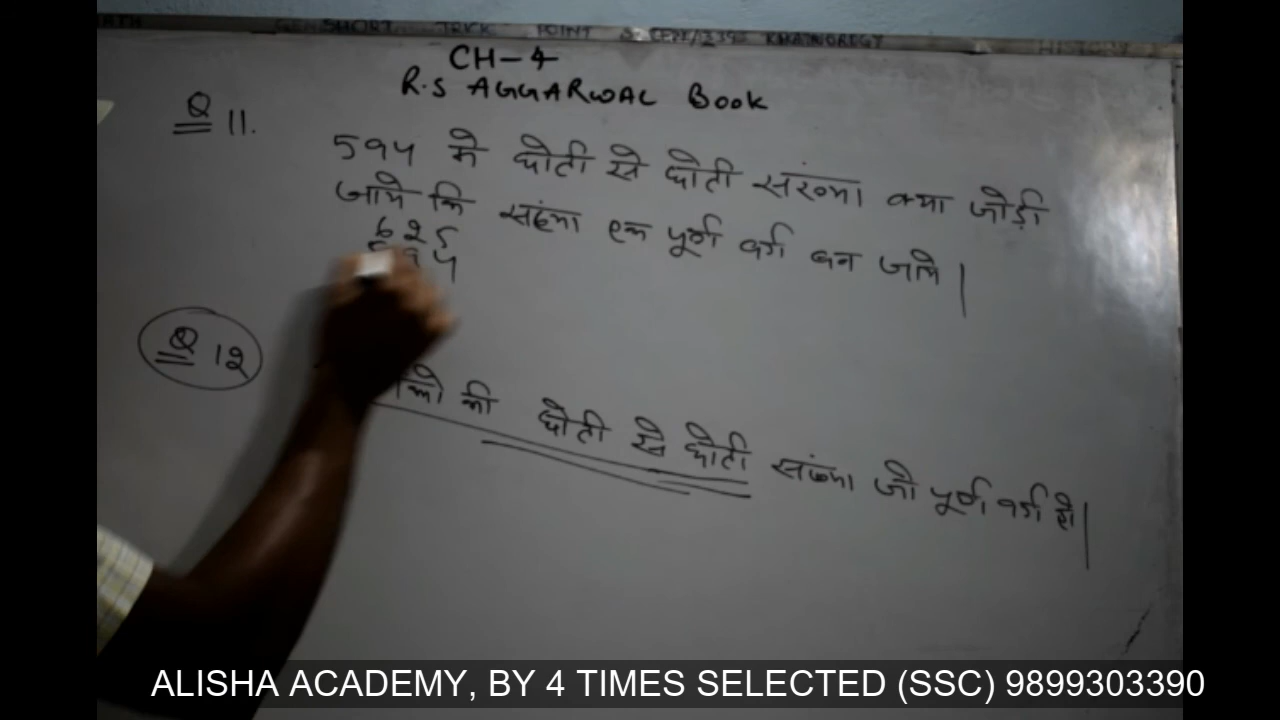 CH-4
R.S AGGARWAL Book
Q 11.
594 मे छोटी से छोटी संख्या क्या जोड़ी
जाये कि संख्या एक पूर्ण वर्ग बन जाये।
625
Q 12
की छोटी से छोटी संख्या जो पूर्ण वर्ग हो।
ALISHA ACADEMY, BY 4 TIMES SELECTED (SSC) 9899303390